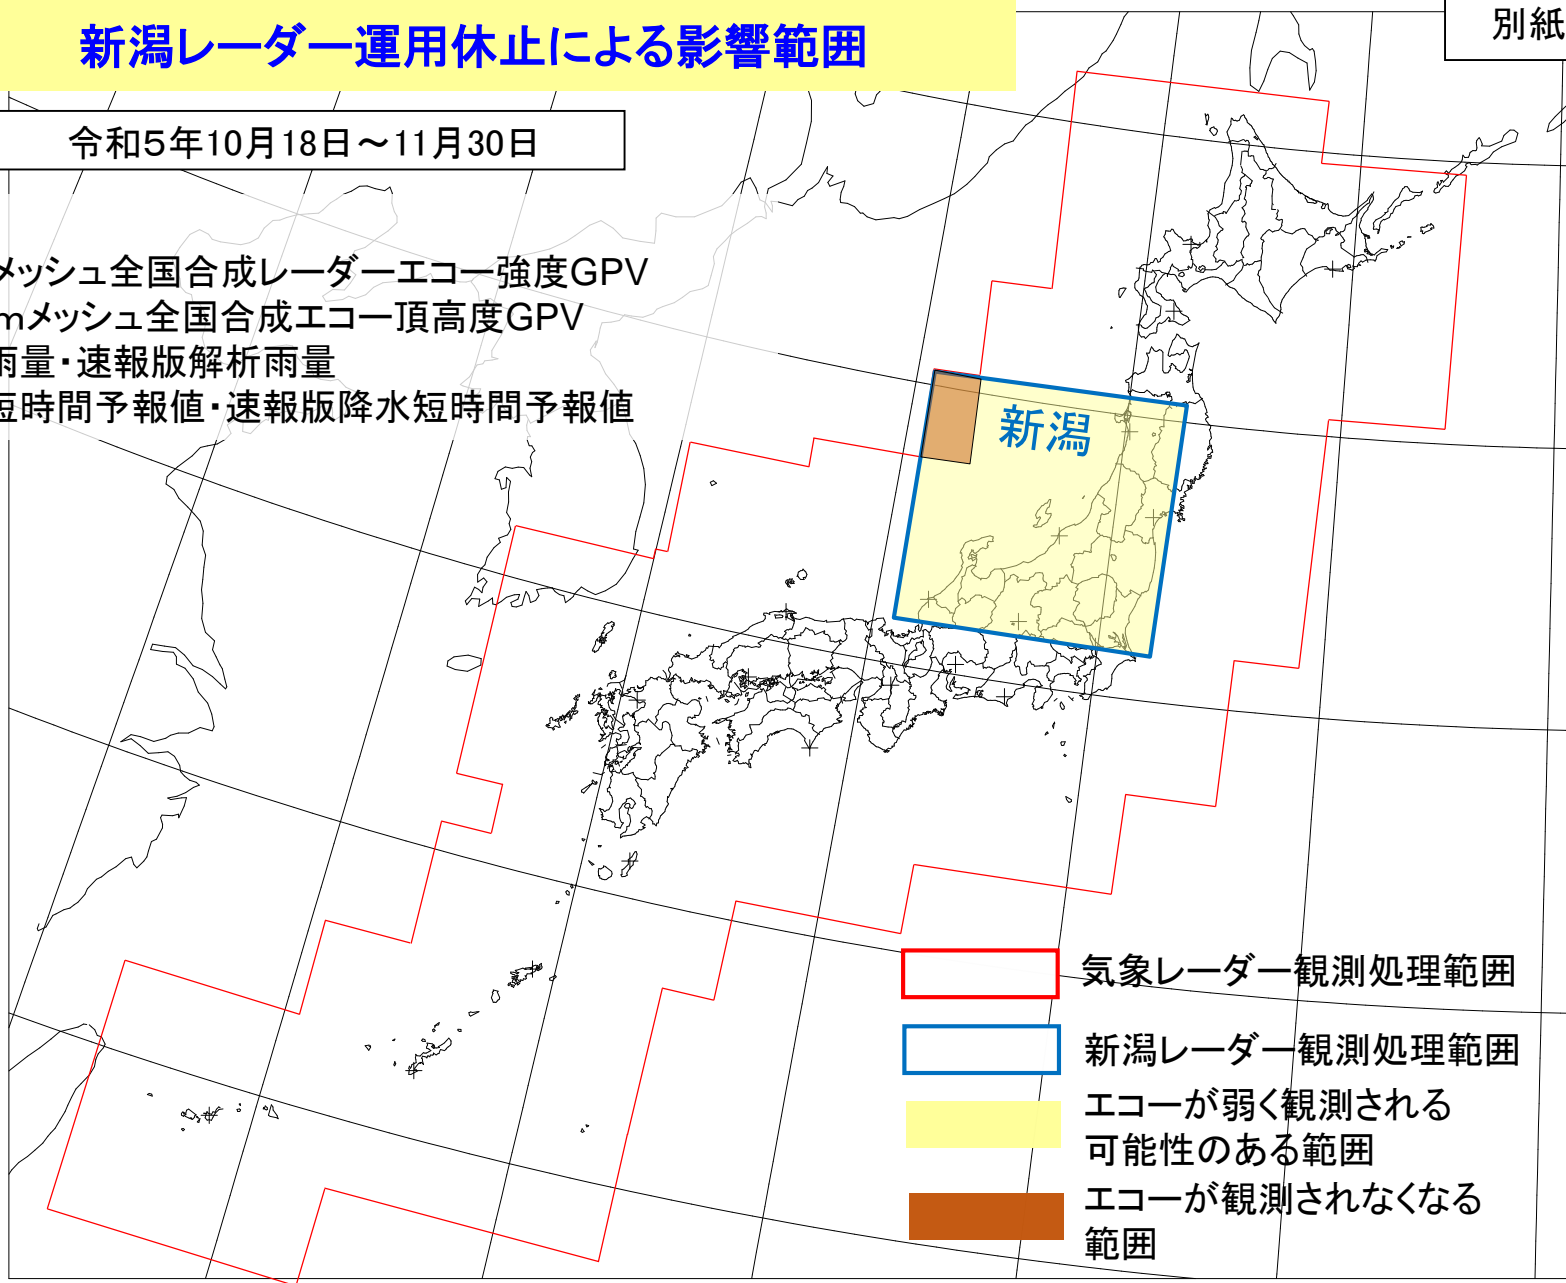 新潟レーダー運用休止による影響範囲
別紙
令和5年10月18日～11月30日
メッシュ全国合成レーダーエコー強度GPV
mメッシュ全国合成エコー頂高度GPV
雨量・速報版解析雨量
短時間予報値・速報版降水短時間予報値
新潟
気象レーダー観測処理範囲
新潟レーダー観測処理範囲
エコーが弱く観測される
可能性のある範囲
エコーが観測されなくなる
範囲